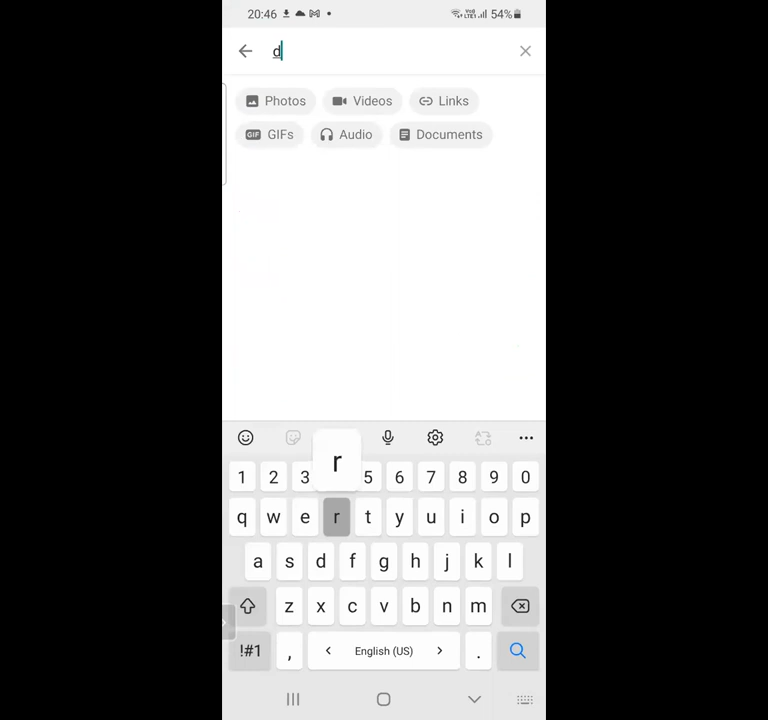 20:46 54%
d
Photos Videos Links
GIF GIFs Audio Documents
r
1 2 3 5 6 7 8 9 0
q w e r t y u i o p
a s d f g h j k l
z x c v b n m
!#1 , < English (US) > .